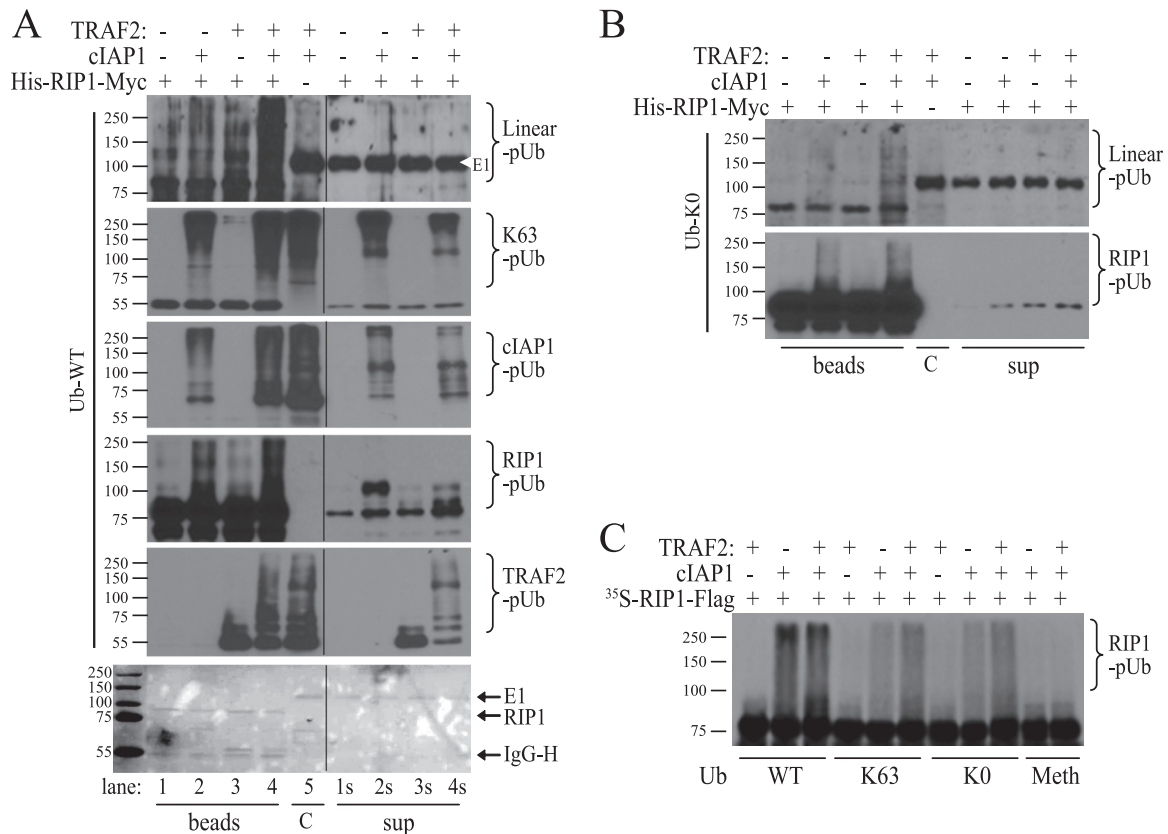 A
TRAF2: - - + + + - - + +
cIAP1 - + - + + - + - +
His-RIP1-Myc + + + + - + + + +
Ub-WT
250
150
100
75
Linear
-pUb
E1
250
150
75
55
K63
-pUb
250
150
100
75
55
cIAP1
-pUb
250
150
100
75
RIP1
-pUb
250
150
75
55
TRAF2
-pUb
250
150
100
75
55
E1
RIP1
IgG-H
lane: 1 2 3 4 5 1s 2s 3s 4s
beads C sup
B
TRAF2: - - + + + - - + +
cIAP1 - + - + + - + - +
His-RIP1-Myc + + + + - + + + +
Ub-K0
250
150
100
75
Linear
-pUb
250
150
100
75
RIP1
-pUb
beads C sup
C
TRAF2: + - + + - + + - + - +
cIAP1 - + + - + + - + + + +
35S-RIP1-Flag + + + + + + + + + + +
250
150
100
75
RIP1
-pUb
Ub WT K63 K0 Meth